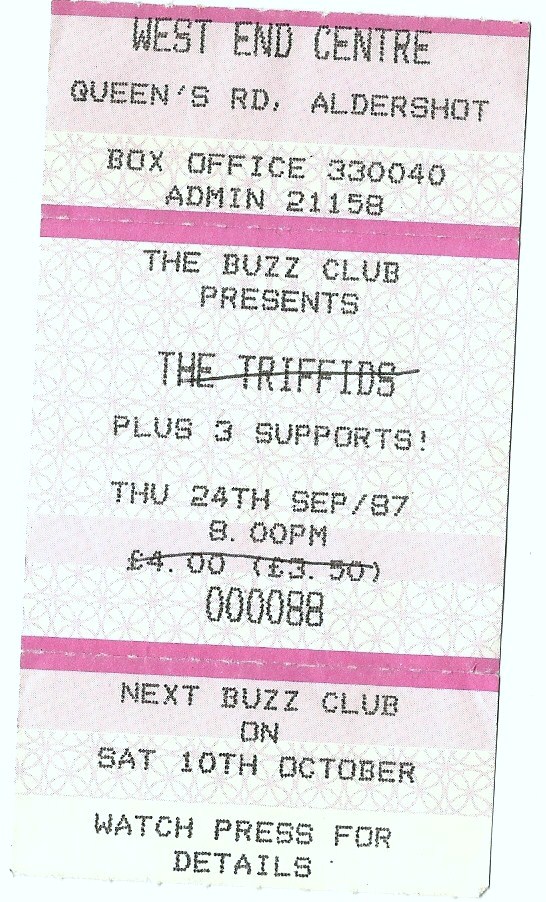 WEST END CENTRE
QUEEN'S RD, ALDERSHOT
BOX OFFICE 330040
ADMIN 21158
THE BUZZ CLUB
PRESENTS
THE TRIFFIDS
PLUS 3 SUPPORTS!
THU 24TH SEP/87
8.00PM
£4.00 (£3.50)
000088
NEXT BUZZ CLUB
ON
SAT 10TH OCTOBER
WATCH PRESS FOR
DETAILS